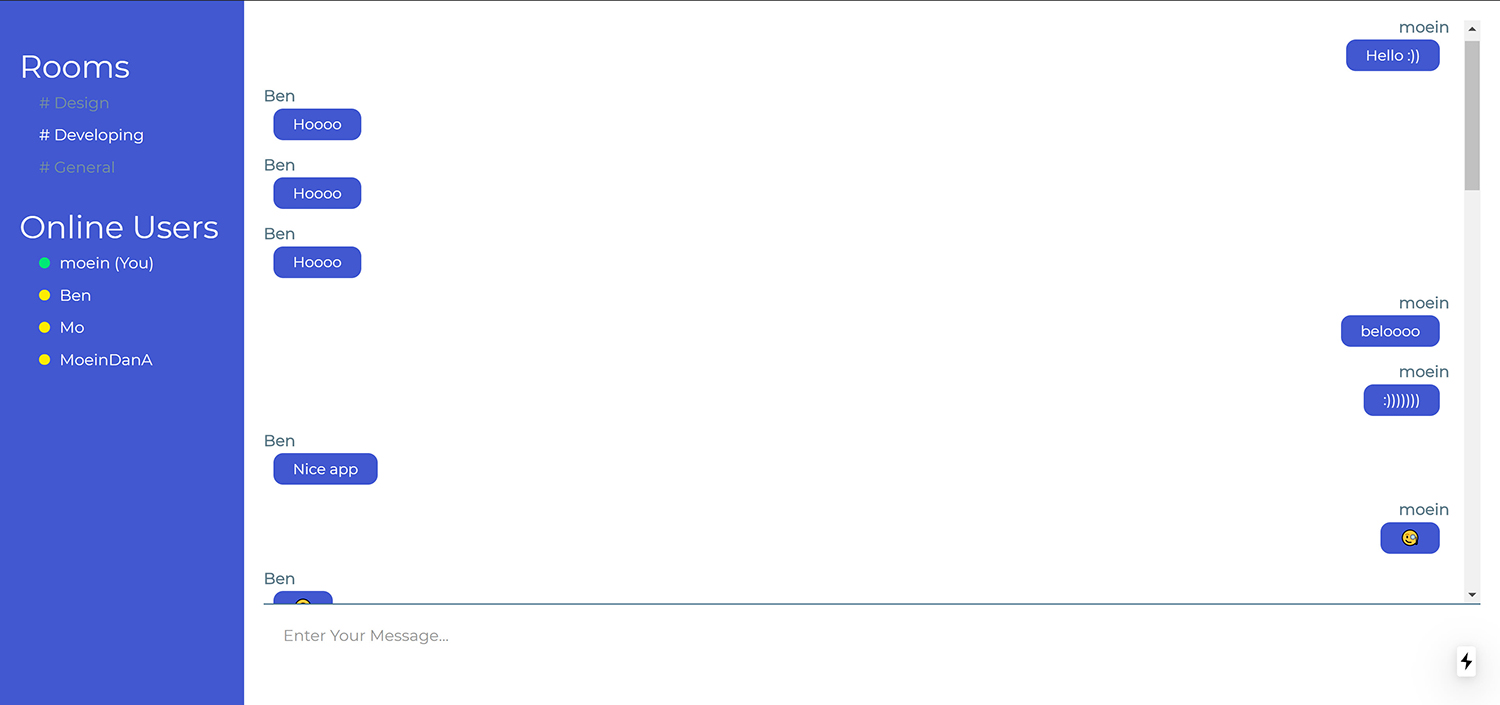 Rooms
# Design
# Developing
# General
Online Users
moein (You)
Ben
Mo
MoeinDanA
moein
Hello :))
Ben
Hoooo
Ben
Hoooo
Ben
Hoooo
moein
beloooo
moein
:)))))))
Ben
Nice app
moein
🧐
Ben
Enter Your Message...